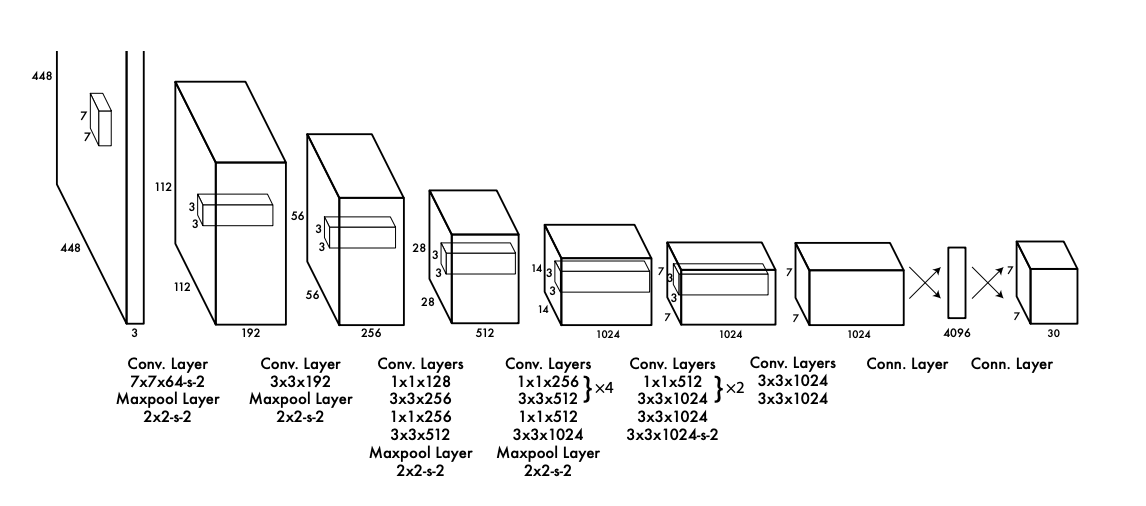 448
7
7
448
3
112
3
3
112
192
56
3
3
56
256
28
3
3
28
512
14
3
3
14
1024
7
3
3
7
1024
7
7
1024
4096
7
7
30
Conv. Layer
7x7x64-s-2
Maxpool Layer
2x2-s-2
Conv. Layer
3x3x192
Maxpool Layer
2x2-s-2
Conv. Layers
1x1x128
3x3x256
1x1x256
3x3x512
Maxpool Layer
2x2-s-2
Conv. Layers
1x1x256
3x3x512
} ×4
1x1x512
3x3x1024
Maxpool Layer
2x2-s-2
Conv. Layers
1x1x512
3x3x1024
} ×2
3x3x1024
3x3x1024-s-2
Conv. Layers
3x3x1024
3x3x1024
Conn. Layer
Conn. Layer